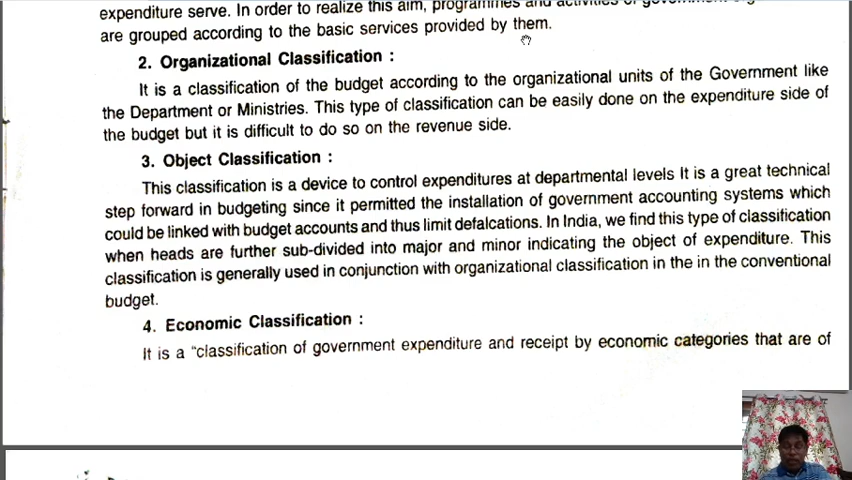 expenditure serve. In order to realize this aim, programmes and activities of
are grouped according to the basic services provided by them.
2. Organizational Classification :
It is a classification of the budget according to the organizational units of the Government like
the Department or Ministries. This type of classification can be easily done on the expenditure side of
the budget but it is difficult to do so on the revenue side.
3. Object Classification :
This classification is a device to control expenditures at departmental levels It is a great technical
step forward in budgeting since it permitted the installation of government accounting systems which
could be linked with budget accounts and thus limit defalcations. In India, we find this type of classification
when heads are further sub-divided into major and minor indicating the object of expenditure. This
classification is generally used in conjunction with organizational classification in the in the conventional
budget.
4. Economic Classification :
It is a "classification of government expenditure and receipt by economic categories that are of